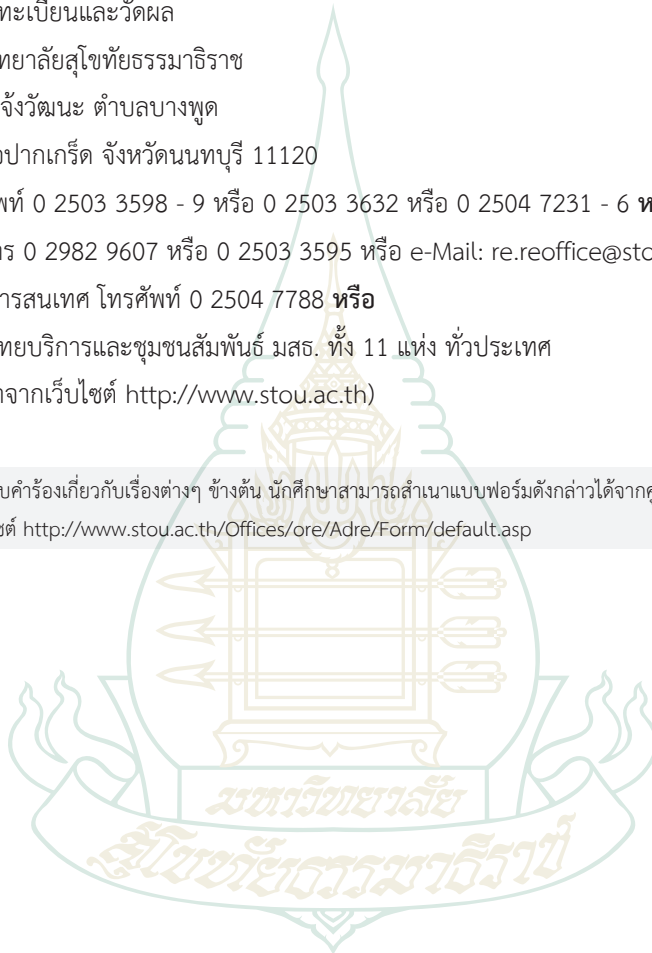 ทะเบียนและวัดผล
ทยาลัยสุโขทัยธรรมาธิราช
จ้งวัฒนะ ตำบลบางพูด
อปากเกร็ด จังหวัดนนทบุรี 11120
พท์ 0 2503 3598 - 9 หรือ 0 2503 3632 หรือ 0 2504 7231 - 6 ห
าร 0 2982 9607 หรือ 0 2503 3595 หรือ e-Mail: re.reoffice@sto
ารสนเทศ โทรศัพท์ 0 2504 7788 หรือ
ทยบริการและชุมชนสัมพันธ์ มสธ. ทั้ง 11 แห่ง ทั่วประเทศ
าจากเว็บไซต์ http://www.stou.ac.th)
บคำร้องเกี่ยวกับเรื่องต่างๆ ข้างต้น นักศึกษาสามารถสำเนาแบบฟอร์มดังกล่าวได้จากคู
ซต์ http://www.stou.ac.th/Offices/ore/Adre/Form/default.asp
มหาวิทยาลัย
สุโขทัยธรรมาธิราช